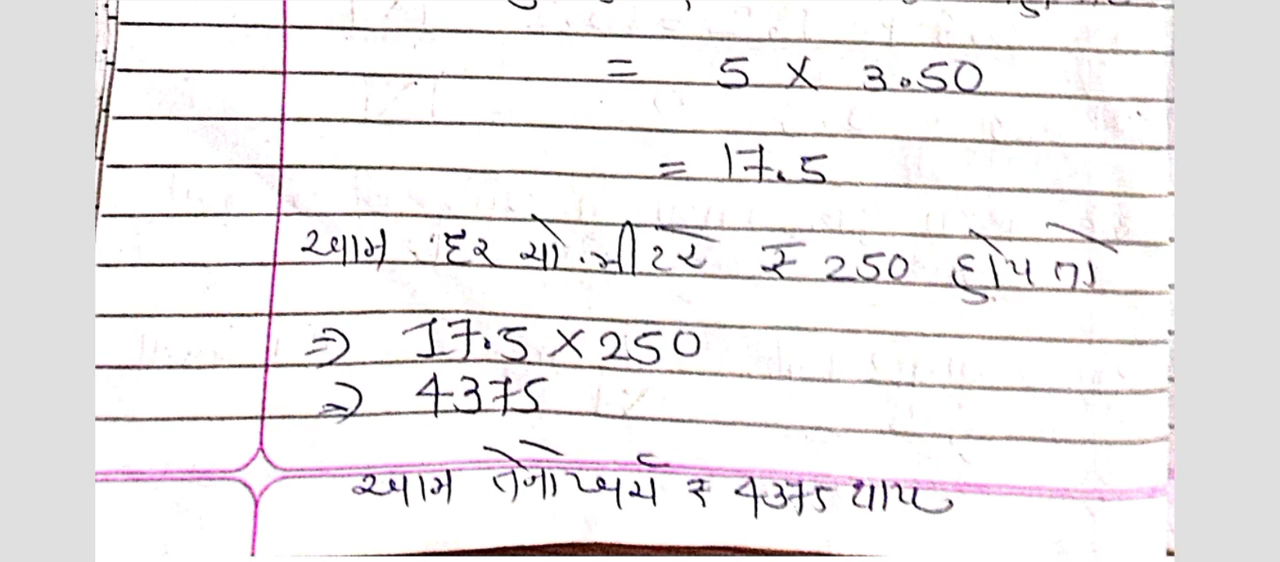 = 5 × 3.50
= 17.5
આમ દર ચો.મીટરે ₹ 250 હોય તો
⇒ 17.5 × 250
⇒ 4375
આમ તેનો ખર્ચ ₹ 4375 થાય